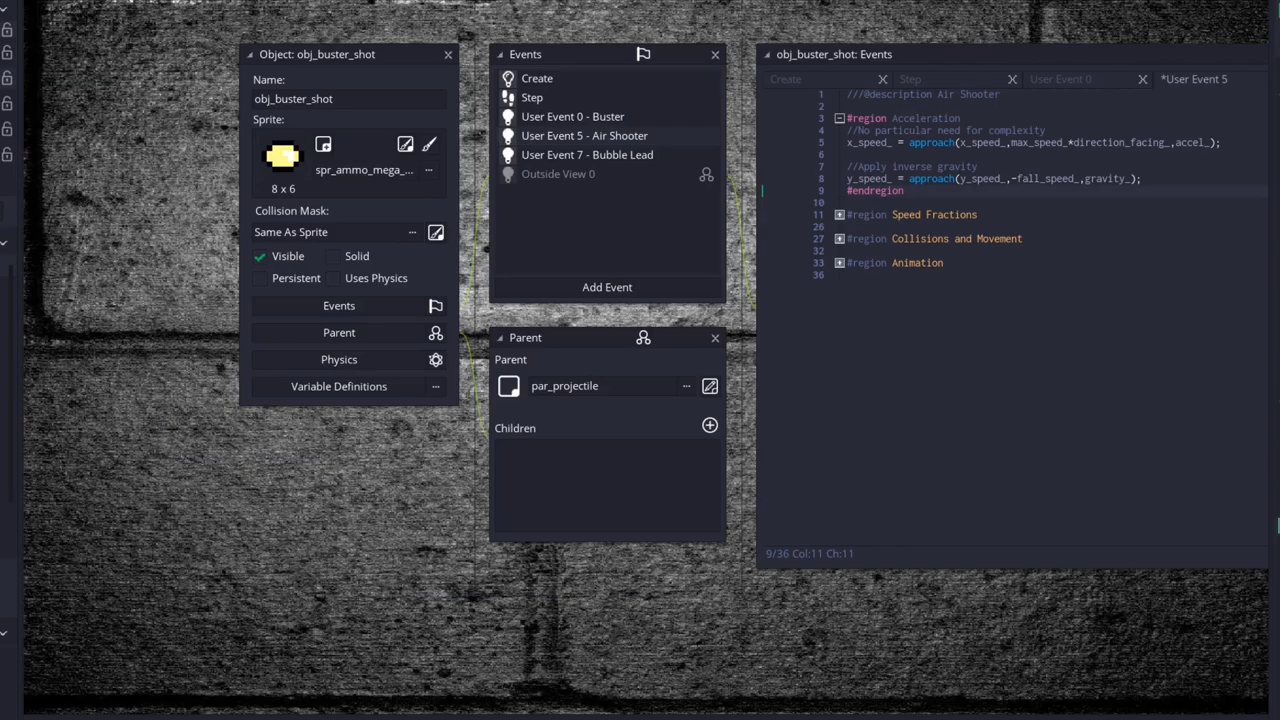 Object: obj_buster_shot
Name:
obj_buster_shot
Sprite:
spr_ammo_mega_... ...
8 x 6
Collision Mask:
Same As Sprite ...
Visible Solid
Persistent Uses Physics
Events
Parent
Physics
Variable Definitions ...
Events
Create
Step
User Event 0 - Buster
User Event 5 - Air Shooter
User Event 7 - Bubble Lead
Outside View 0
Add Event
Parent
Parent
par_projectile ...
Children
obj_buster_shot: Events
Create Step User Event 0 *User Event 5
1 ///@description Air Shooter
2
3 #region Acceleration
4 //No particular need for complexity
5 x_speed_ = approach(x_speed_,max_speed_*direction_facing_,accel_);
6
7 //Apply inverse gravity
8 y_speed_ = approach(y_speed_,-fall_speed_,gravity_);
9 #endregion
10
11 #region Speed Fractions
26
27 #region Collisions and Movement
32
33 #region Animation
36
9/36 Col:11 Ch:11